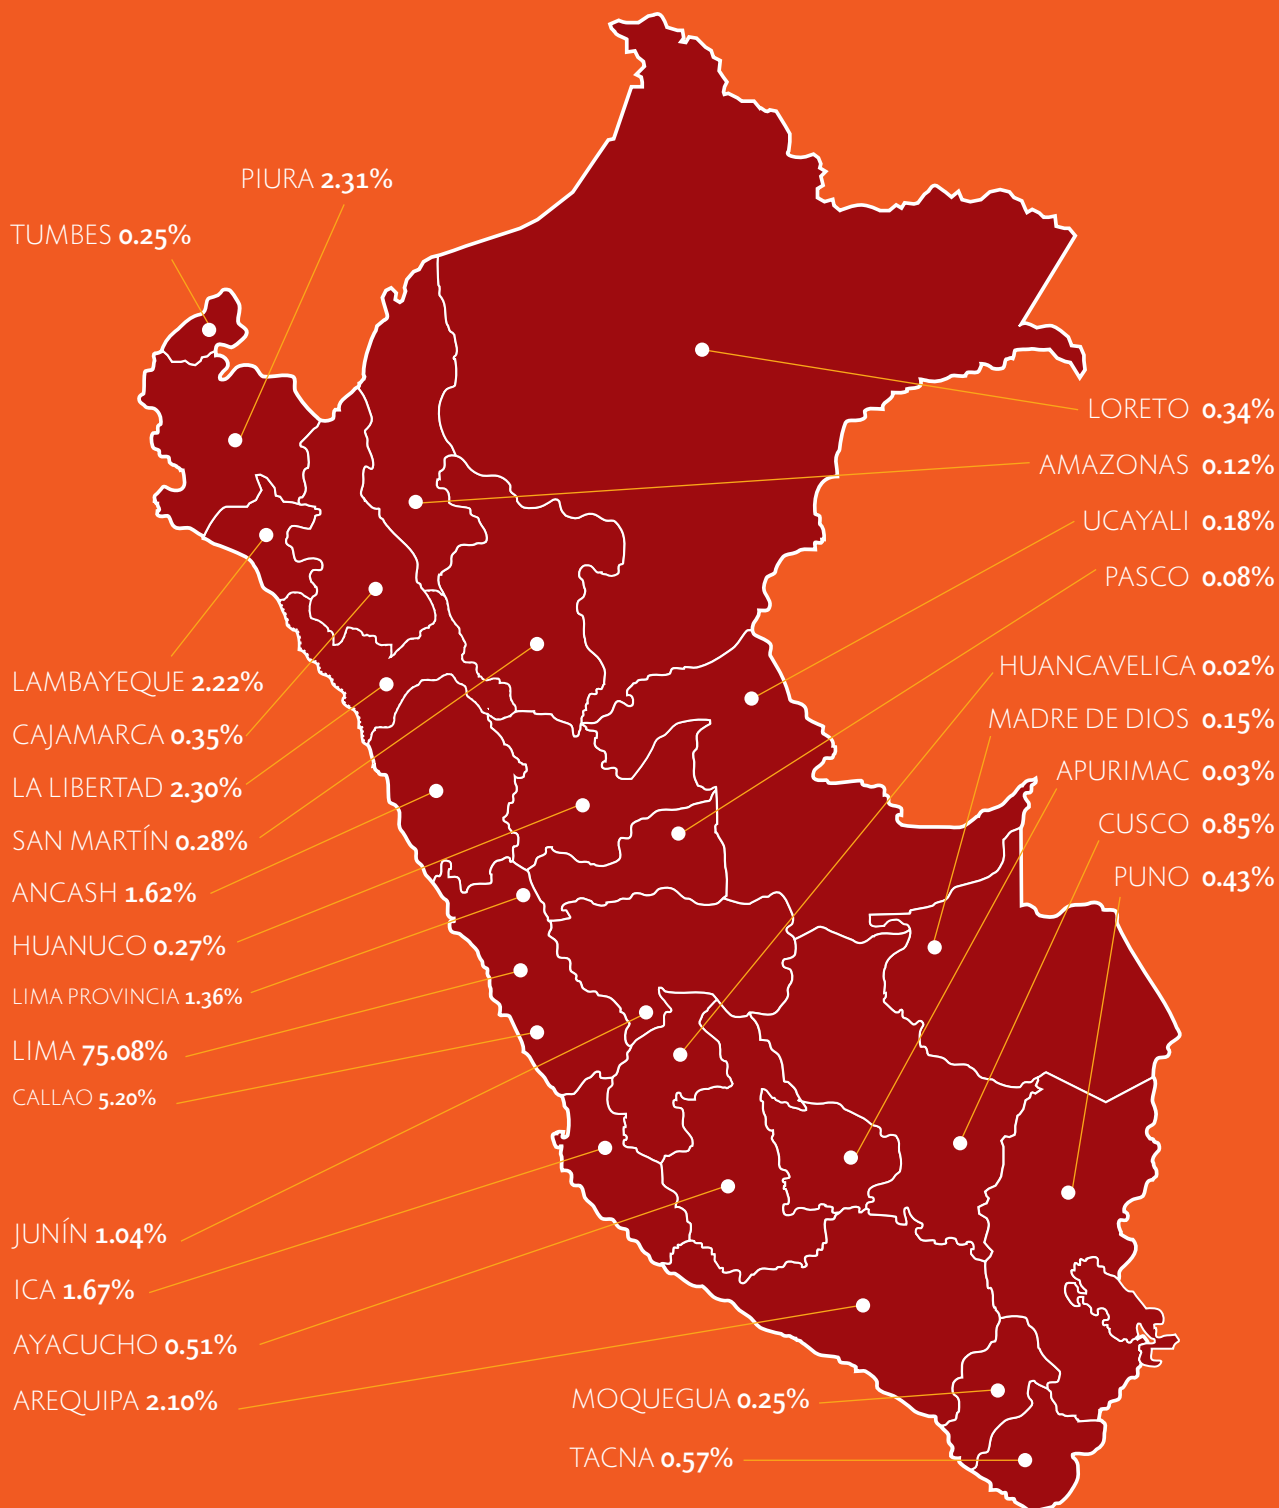 PIURA 2.31%
TUMBES 0.25%
LORETO 0.34%
AMAZONAS 0.12%
UCAYALI 0.18%
PASCO 0.08%
HUANCAVELICA 0.02%
MADRE DE DIOS 0.15%
APURIMAC 0.03%
CUSCO 0.85%
PUNO 0.43%
LAMBAYEQUE 2.22%
CAJAMARCA 0.35%
LA LIBERTAD 2.30%
SAN MARTÍN 0.28%
ANCASH 1.62%
HUANUCO 0.27%
LIMA PROVINCIA 1.36%
LIMA 75.08%
CALLAO 5.20%
JUNÍN 1.04%
ICA 1.67%
AYACUCHO 0.51%
AREQUIPA 2.10%
MOQUEGUA 0.25%
TACNA 0.57%